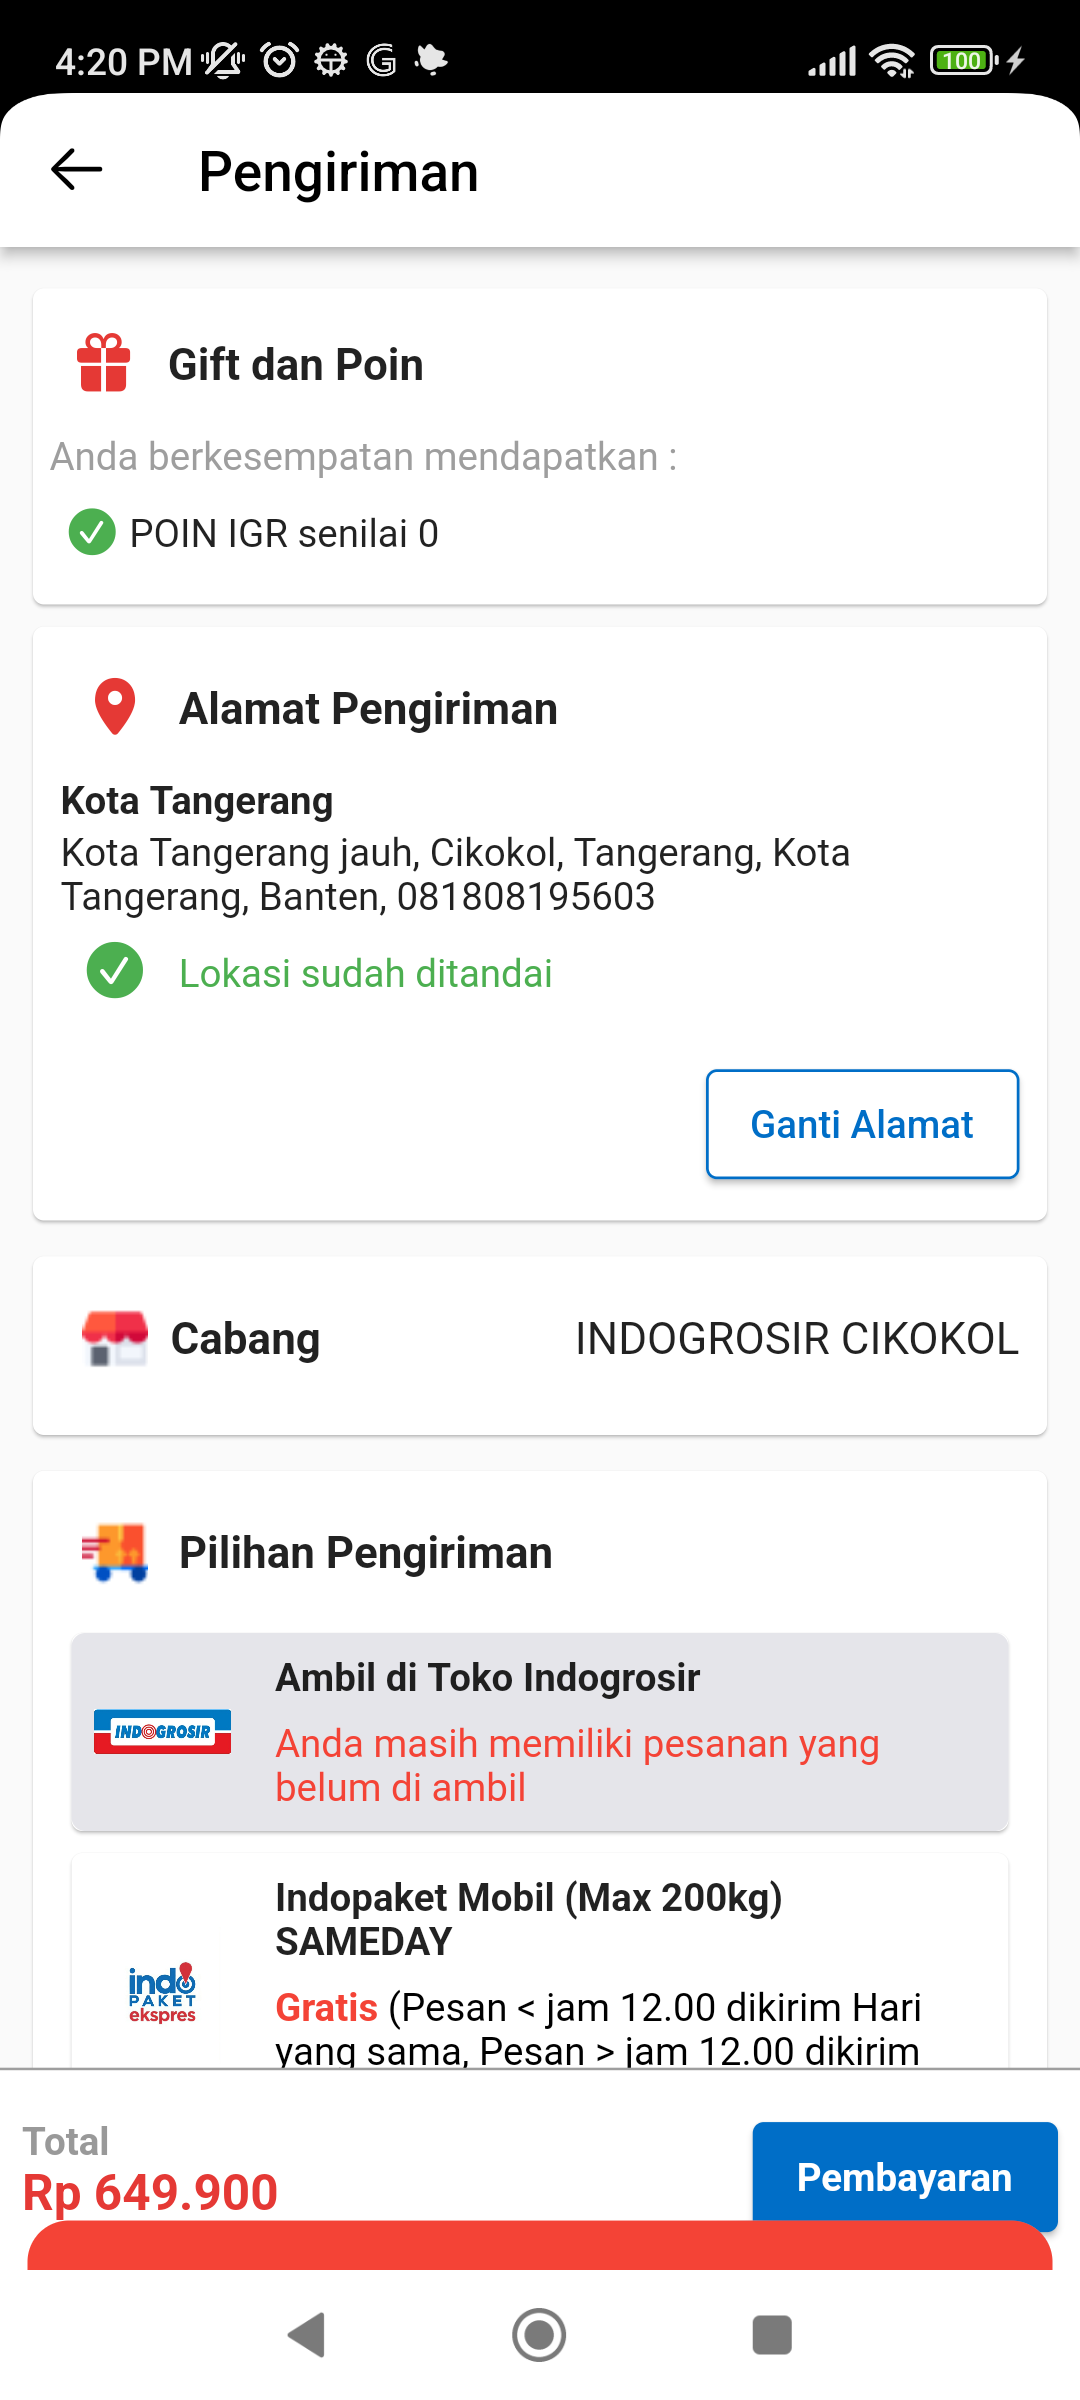 4:20 PM
100
Pengiriman
Gift dan Poin
Anda berkesempatan mendapatkan :
POIN IGR senilai 0
Alamat Pengiriman
Kota Tangerang
Kota Tangerang jauh, Cikokol, Tangerang, Kota
Tangerang, Banten, 081808195603
Lokasi sudah ditandai
Ganti Alamat
Cabang
INDOGROSIR CIKOKOL
Pilihan Pengiriman
Ambil di Toko Indogrosir
INDOGROSIR
Anda masih memiliki pesanan yang
belum di ambil
Indopaket Mobil (Max 200kg)
SAMEDAY
indo
PAKET
ekspres
Gratis (Pesan < jam 12.00 dikirim Hari
yang sama, Pesan > jam 12.00 dikirim
Total
Rp 649.900
Pembayaran